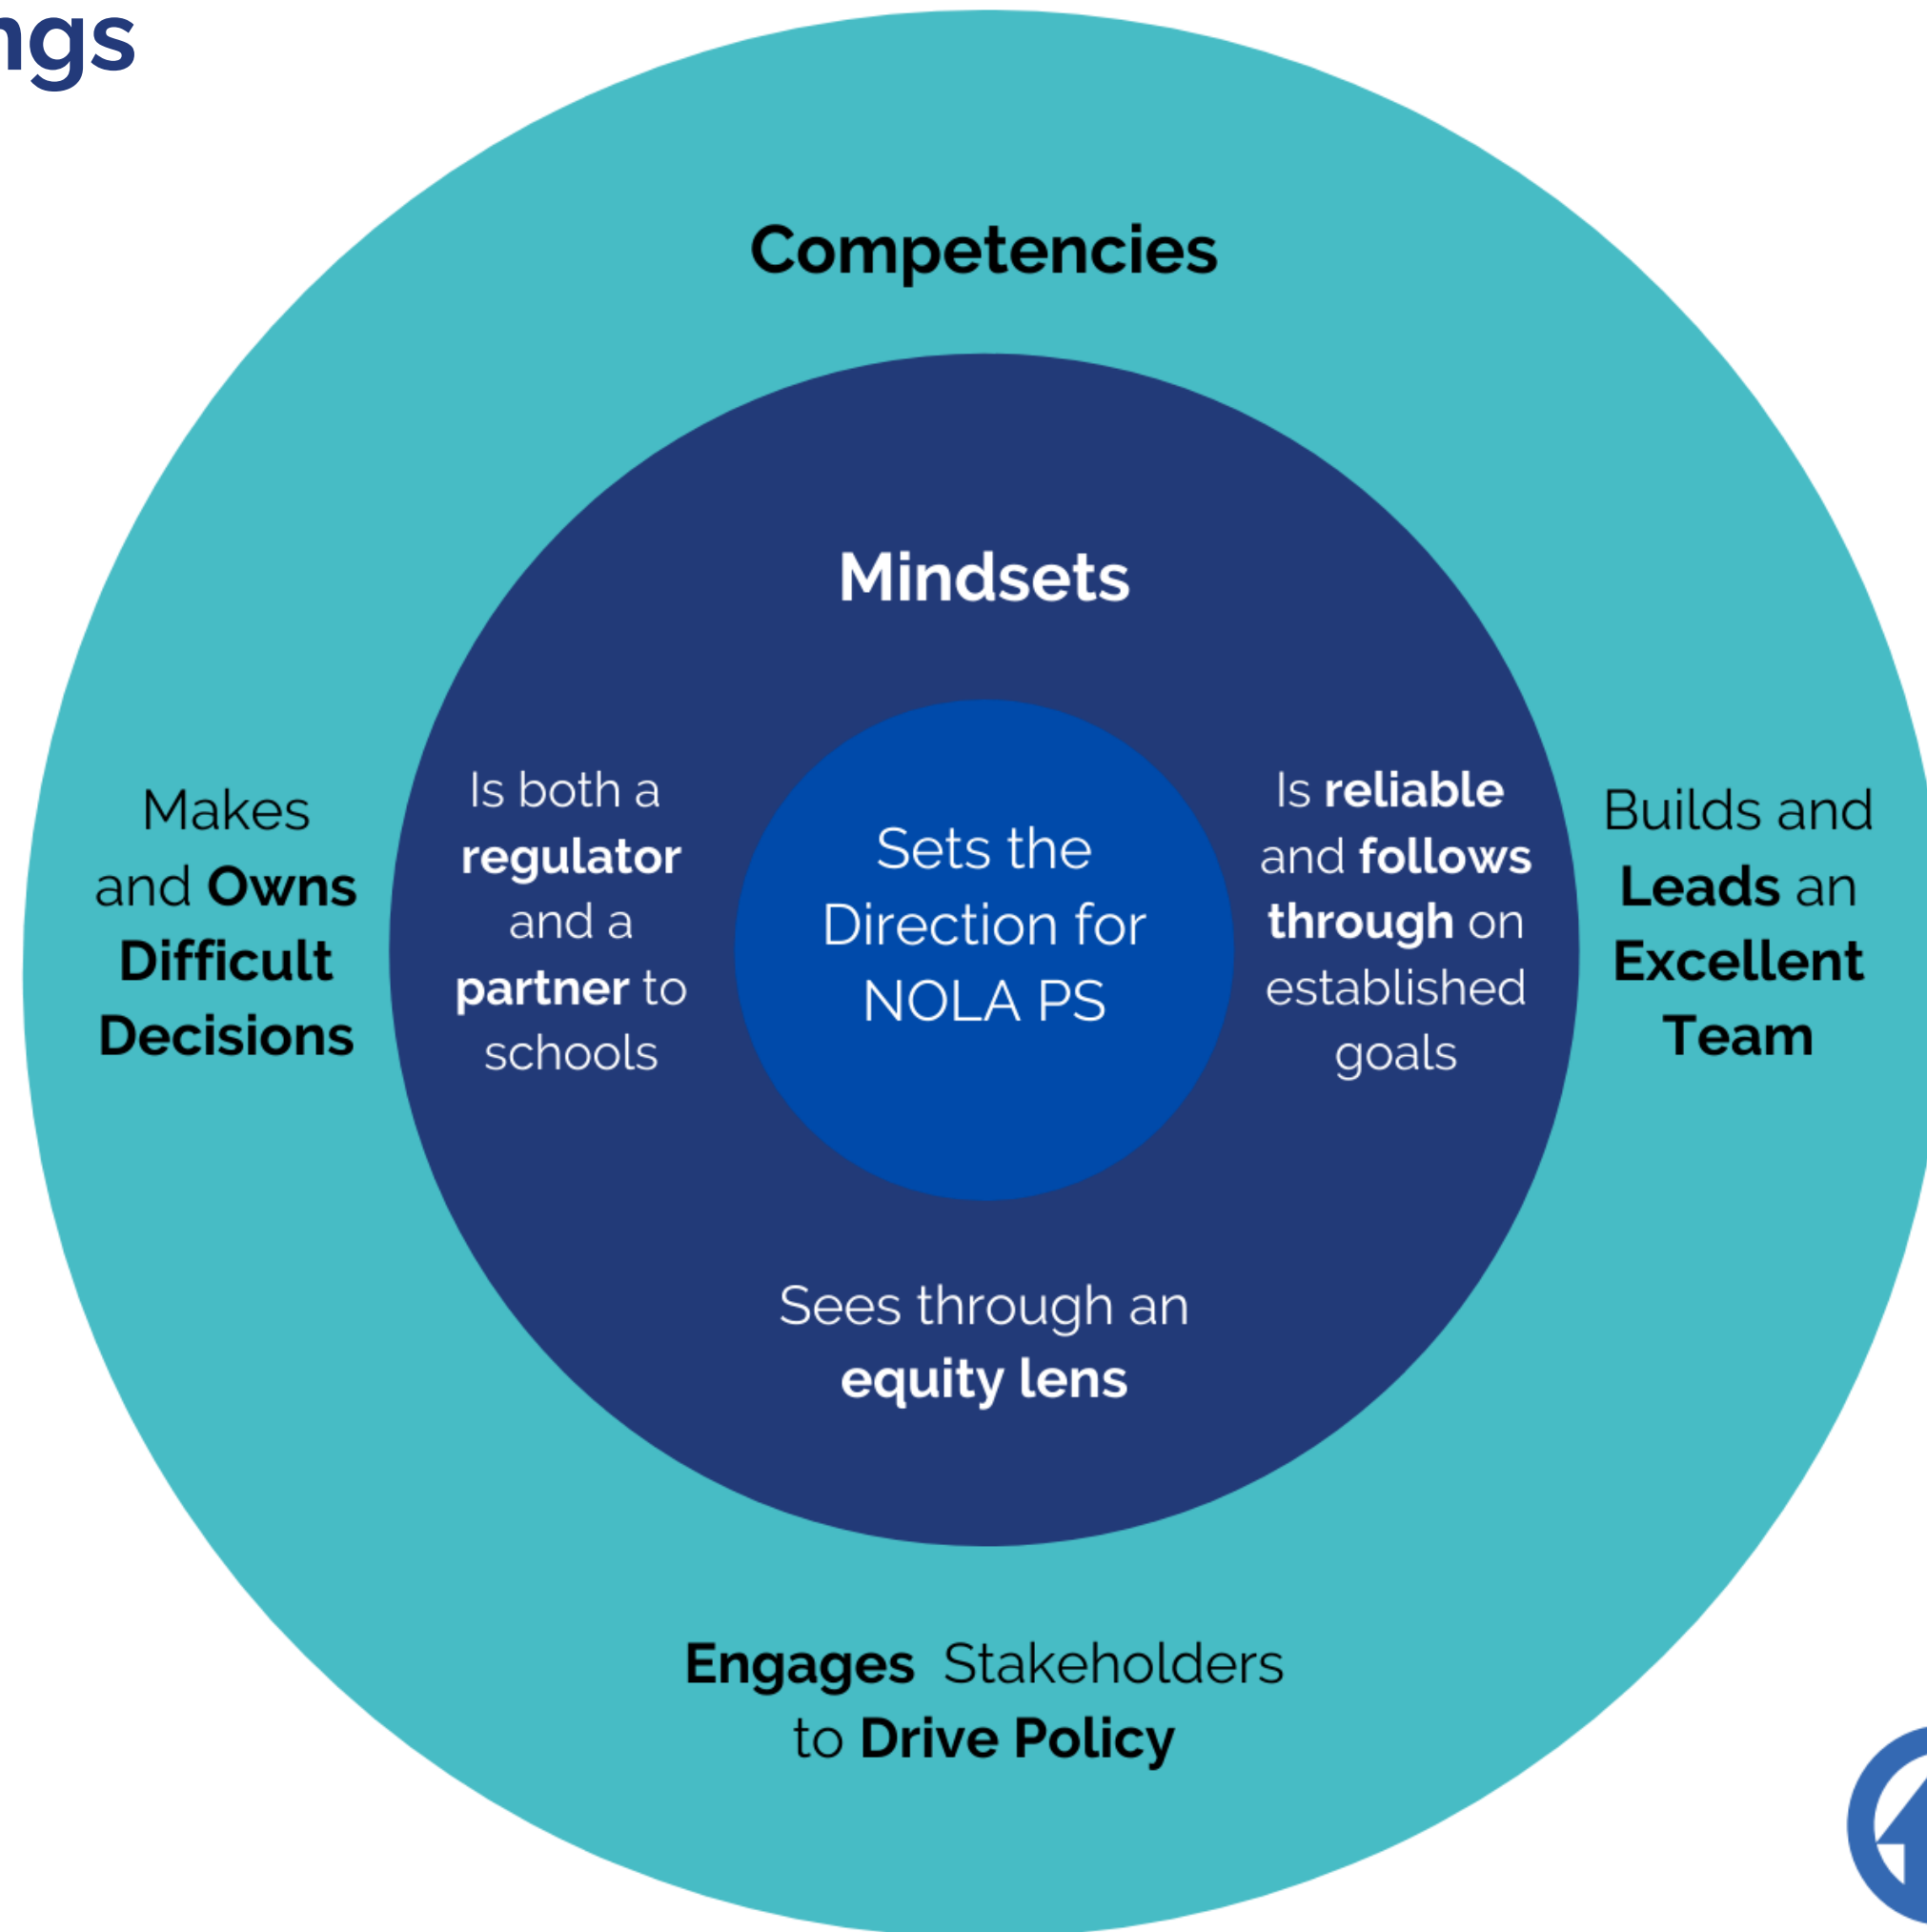 ngs
Competencies
Mindsets
Makes
and Owns
Difficult
Decisions
Is both a
regulator
and a
partner to
schools
Sets the
Direction for
NOLA PS
Is reliable
and follows
through on
established
goals
Builds and
Leads an
Excellent
Team
Sees through an
equity lens
Engages Stakeholders
to Drive Policy